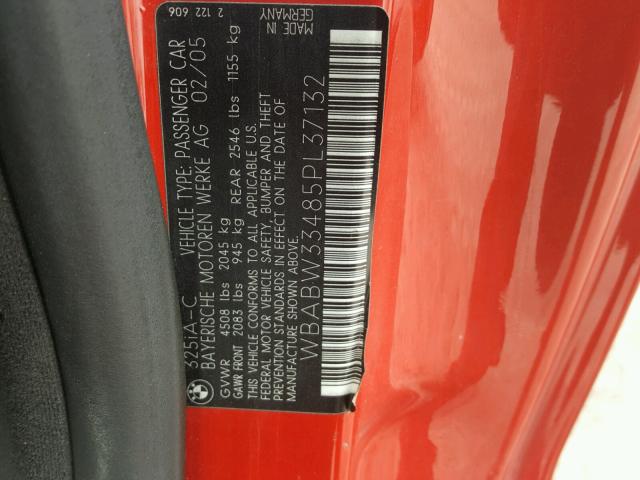 325iA-C VEHICLE TYPE: PASSENGER CAR
BAYERISCHE MOTOREN WERKE AG 02/05
GVWR 4508 lbs 2045 kg
GAWR FRONT 2083 lbs 945 kg REAR 2546 lbs 1155 kg
THIS VEHICLE CONFORMS TO ALL APPLICABLE U.S.
FEDERAL MOTOR VEHICLE SAFETY, BUMPER AND THEFT
PREVENTION STANDARDS IN EFFECT ON THE DATE OF
MANUFACTURE SHOWN ABOVE.
WBABW33485PL37132
2 122 606
MADE IN
GERMANY
BMW